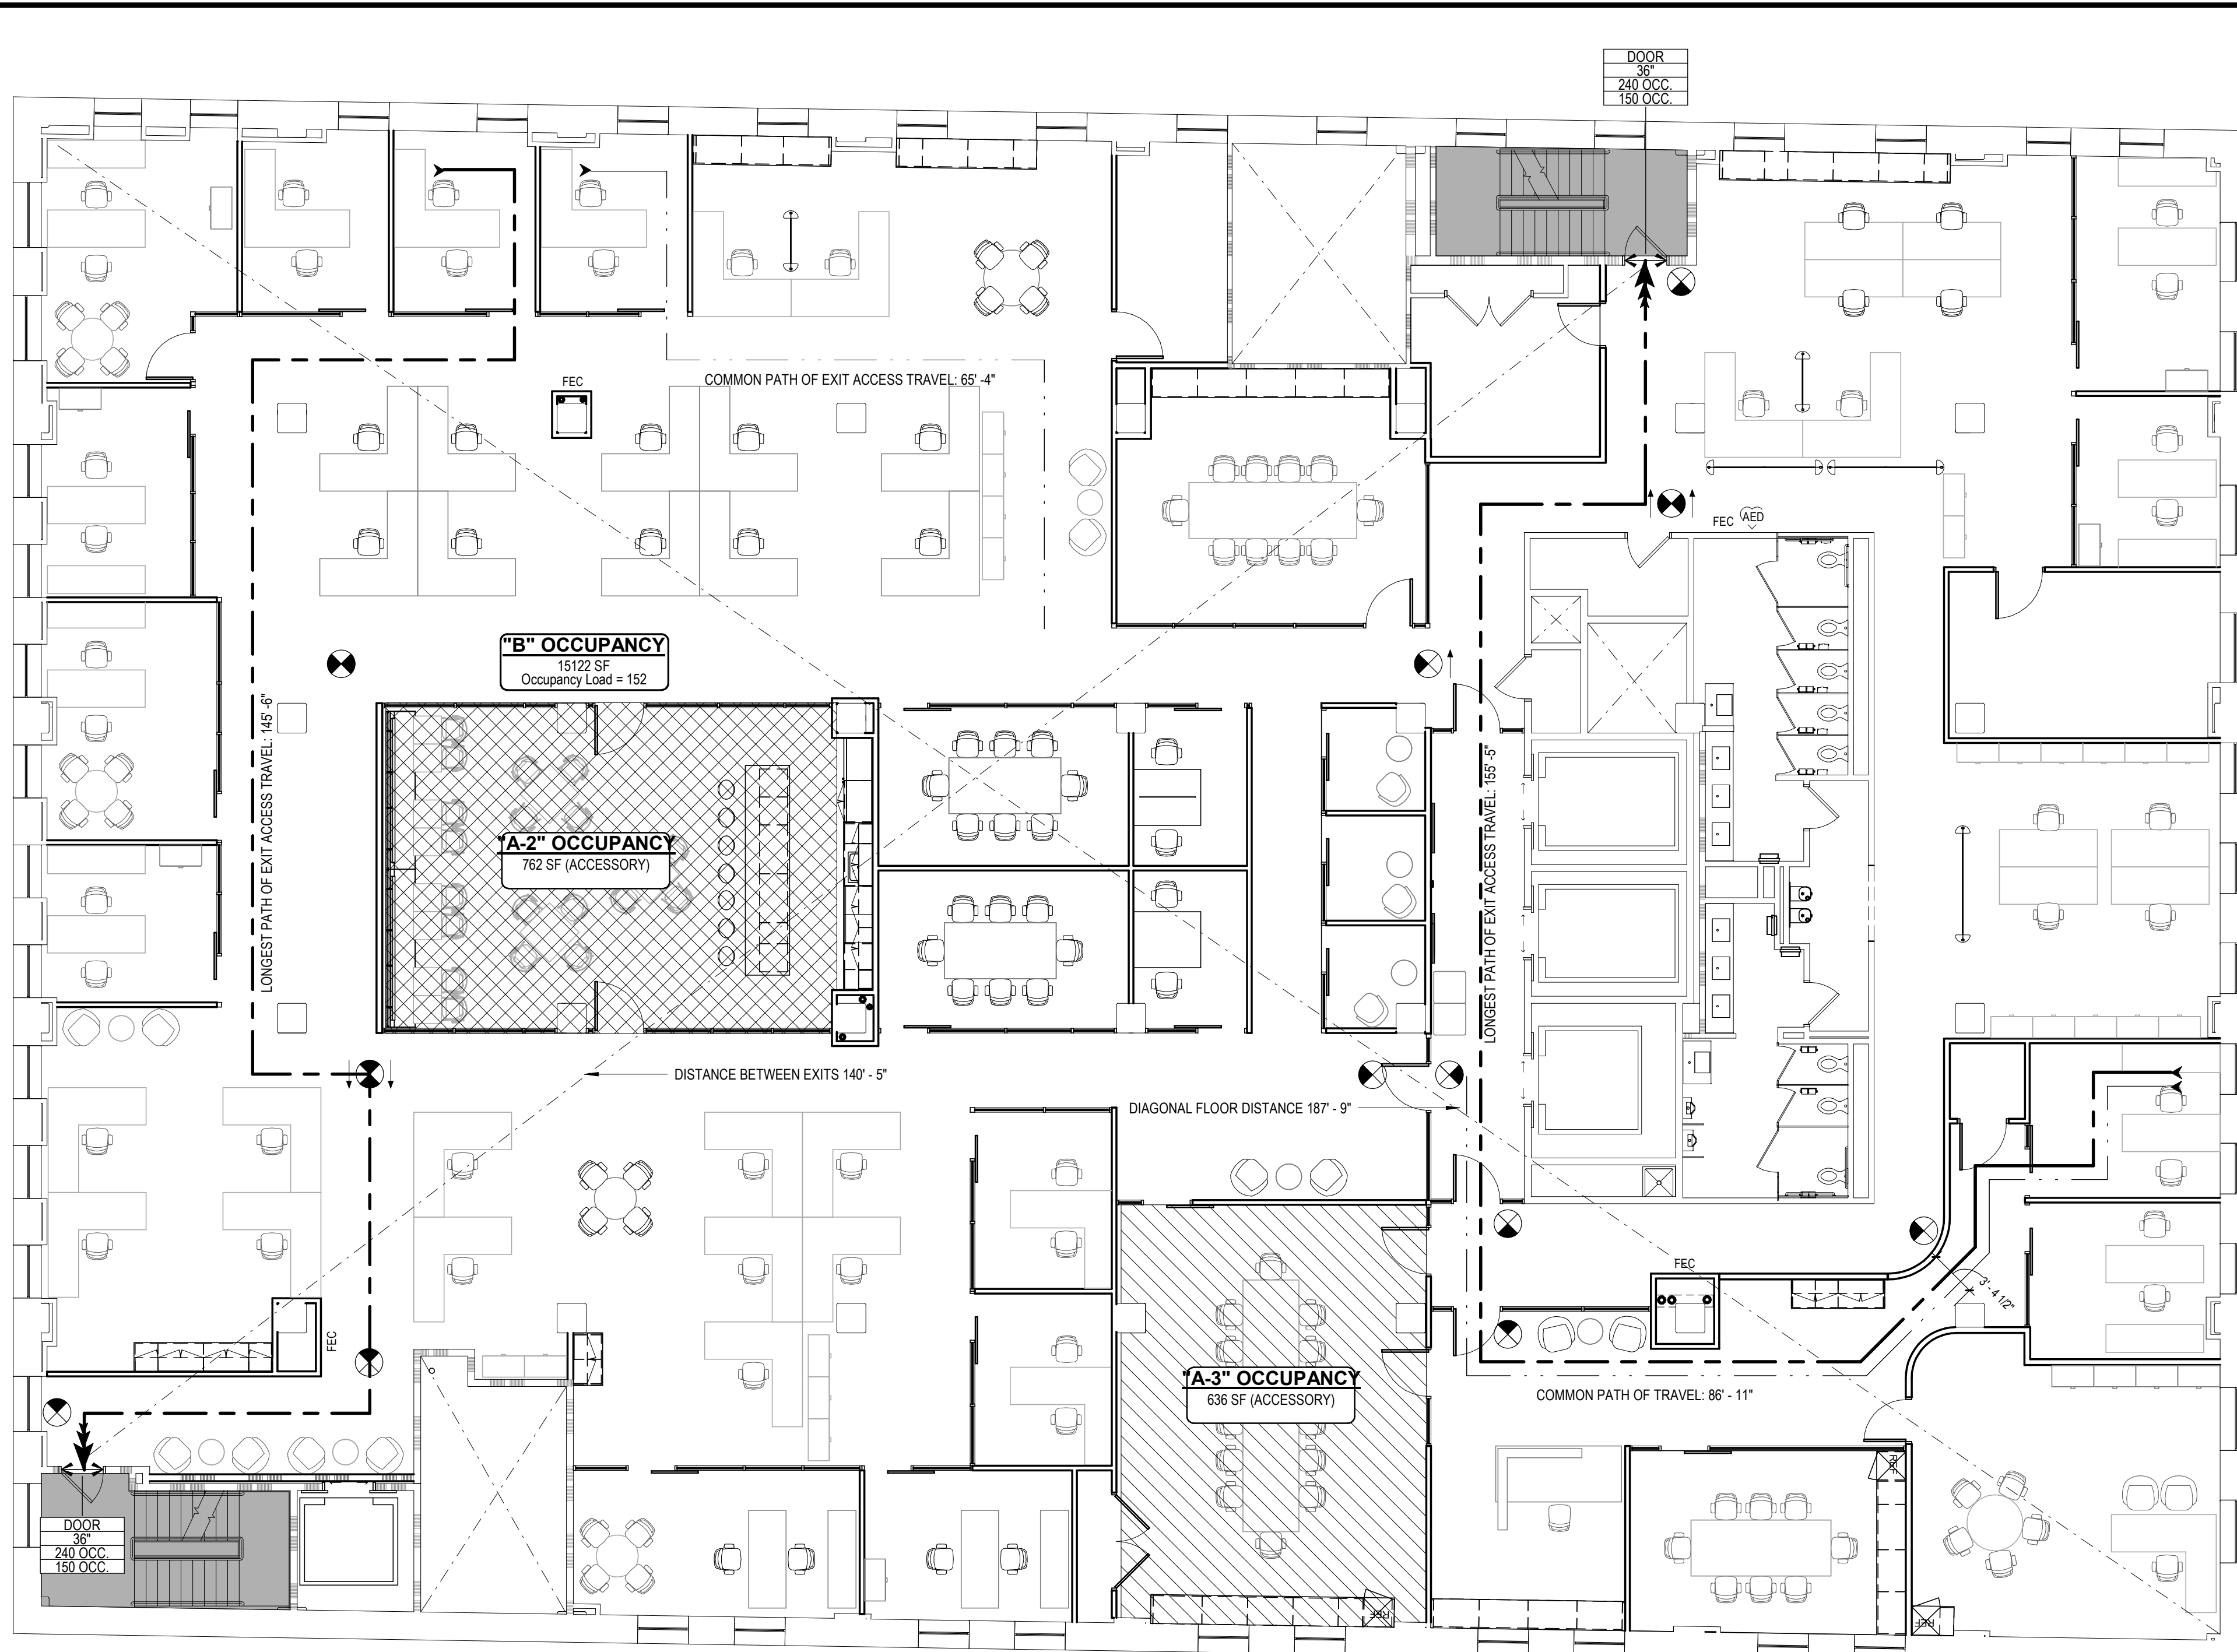 DOOR
36"
240 OCC.
150 OCC.
FEC
COMMON PATH OF EXIT ACCESS TRAVEL: 65' -4"
FEC
AED
"B" OCCUPANCY
15122 SF
Occupancy Load = 152
LONGEST PATH OF EXIT ACCESS TRAVEL: 145' -6"
LONGEST PATH OF EXIT ACCESS TRAVEL: 155' -5"
"A-2" OCCUPANCY
762 SF (ACCESSORY)
DISTANCE BETWEEN EXITS 140' - 5"
DIAGONAL FLOOR DISTANCE 187' - 9"
FEC
3' - 4 1/2"
FEC
"A-3" OCCUPANCY
636 SF (ACCESSORY)
COMMON PATH OF TRAVEL: 86' - 11"
REF
DOOR
36"
240 OCC.
150 OCC.
REF
REF